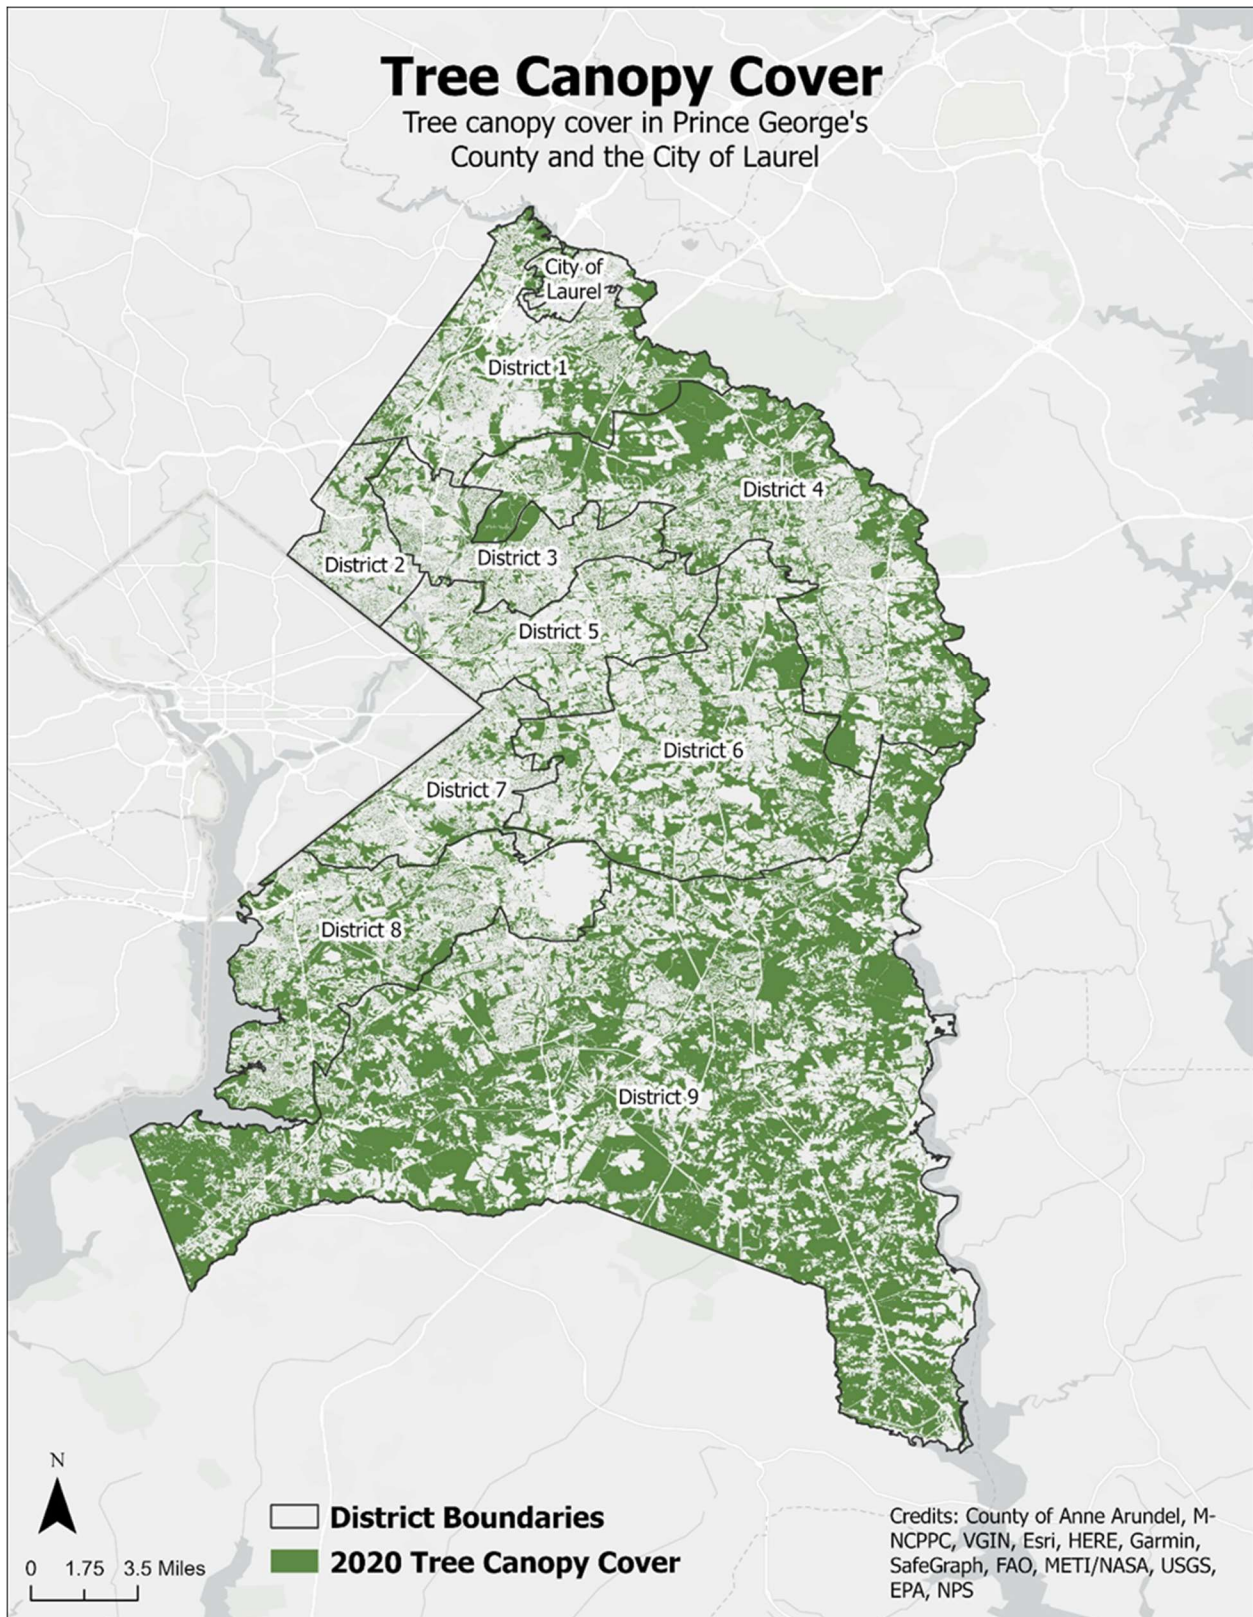 Tree Canopy Cover
Tree canopy cover in Prince George's
County and the City of Laurel
City of
Laurel
District 1
District 4
District 3
District 2
District 5
District 6
District 7
District 8
District 9
N
0 1.75 3.5 Miles
District Boundaries
2020 Tree Canopy Cover
Credits: County of Anne Arundel, M-
NCPPC, VGIN, Esri, HERE, Garmin,
SafeGraph, FAO, METI/NASA, USGS,
EPA, NPS